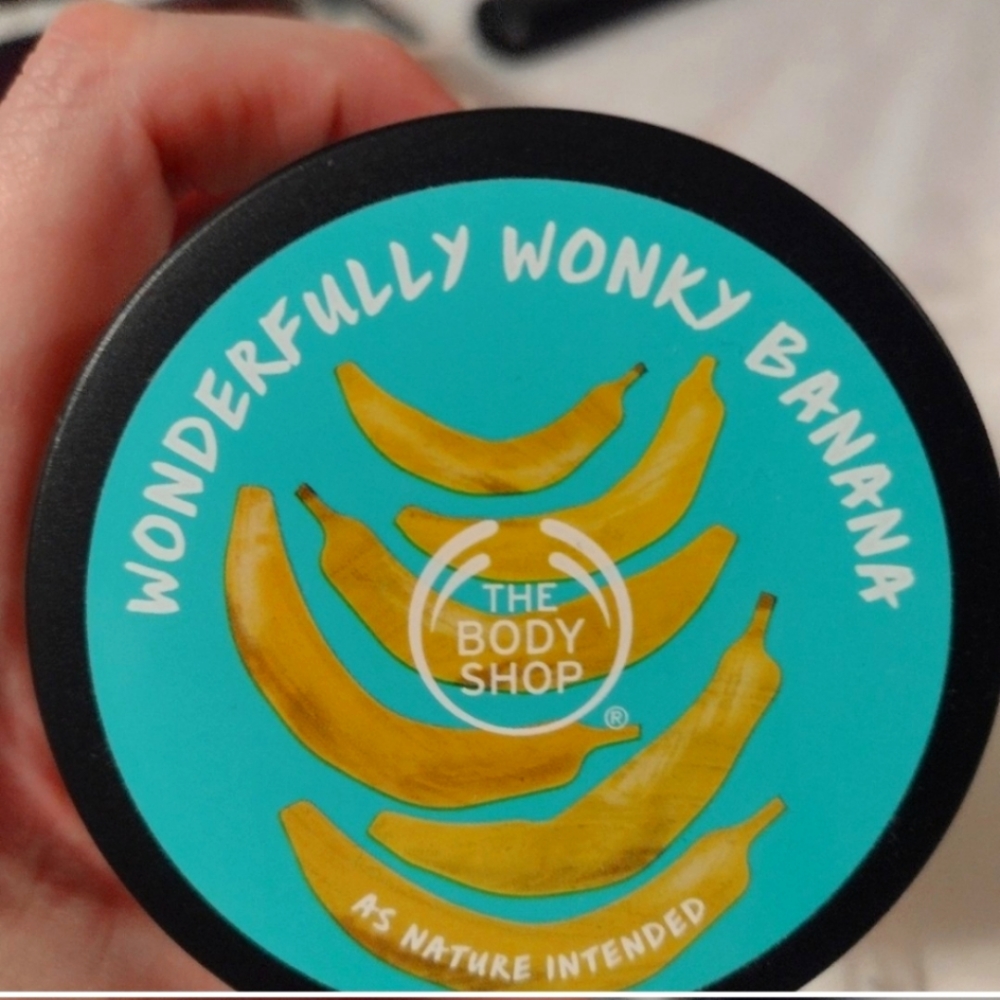 WONDERFULLY WONKY BANANA
THE
BODY
SHOP
®
AS NATURE INTENDED